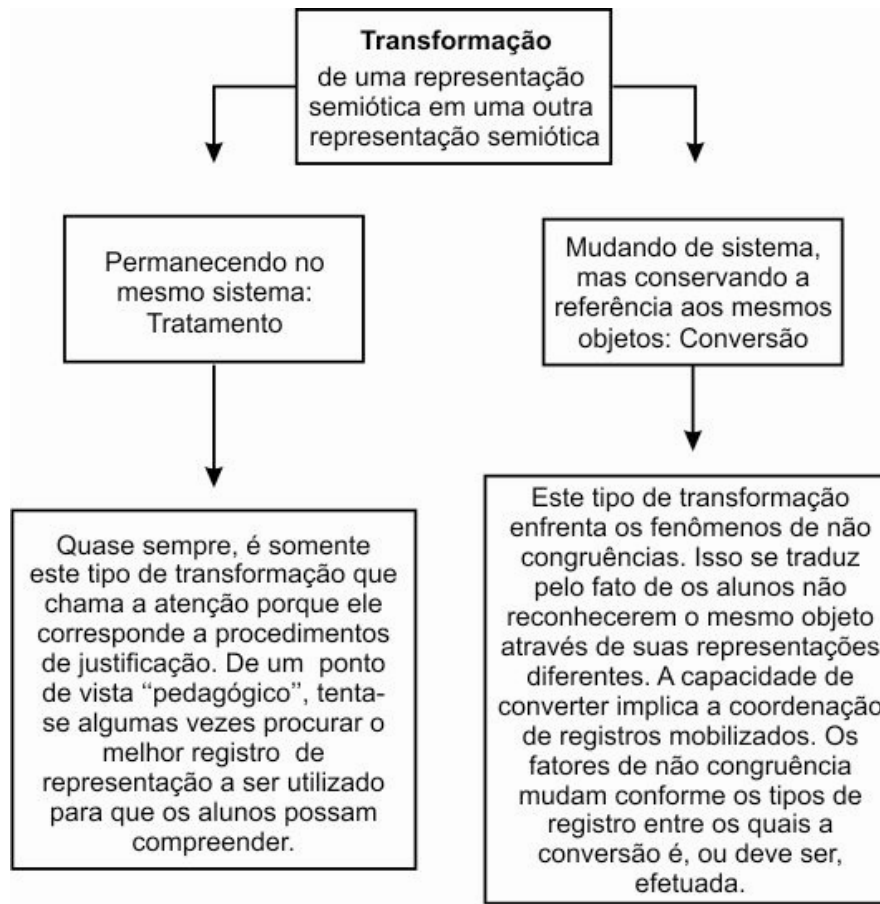 Transformação
de uma representação
semiótica em uma outra
representação semiótica
Permanecendo no
mesmo sistema:
Tratamento
Mudando de sistema,
mas conservando a
referência aos mesmos
objetos: Conversão
Quase sempre, é somente
este tipo de transformação que
chama a atenção porque ele
corresponde a procedimentos
de justificação. De um ponto
de vista “pedagógico”, tenta-
se algumas vezes procurar o
melhor registro de
representação a ser utilizado
para que os alunos possam
compreender.
Este tipo de transformação
enfrenta os fenômenos de não
congruências. Isso se traduz
pelo fato de os alunos não
reconhecerem o mesmo objeto
através de suas representações
diferentes. A capacidade de
converter implica a coordenação
de registros mobilizados. Os
fatores de não congruência
mudam conforme os tipos de
registro entre os quais a
conversão é, ou deve ser,
efetuada.